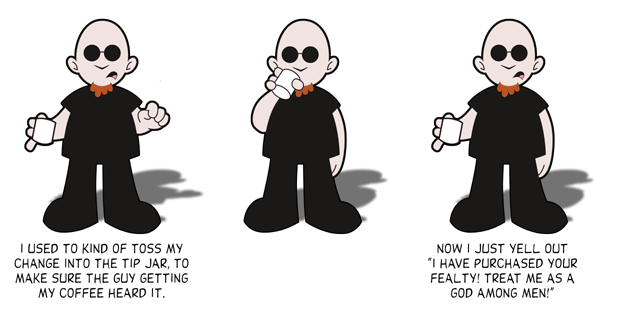 I USED TO KIND OF TOSS MY
CHANGE INTO THE TIP JAR, TO
MAKE SURE THE GUY GETTING
MY COFFEE HEARD IT.
NOW I JUST YELL OUT
"I HAVE PURCHASED YOUR
FEALTY! TREAT ME AS A
GOD AMONG MEN!"